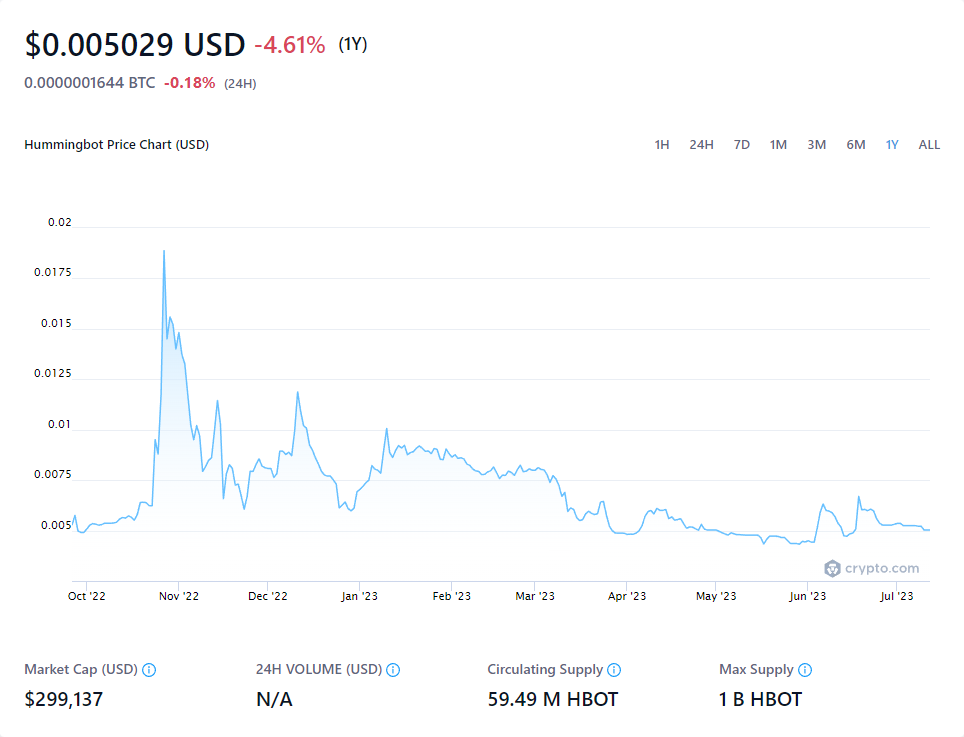 $0.005029 USD -4.61% (1Y)
0.0000001644 BTC -0.18% (24H)
Hummingbot Price Chart (USD) 1H 24H 7D 1M 3M 6M 1Y ALL
0.02
0.0175
0.015
0.0125
0.01
0.0075
0.005
crypto.com
Oct '22 Nov '22 Dec '22 Jan '23 Feb '23 Mar '23 Apr '23 May '23 Jun '23 Jul '23
Market Cap (USD) 24H VOLUME (USD) Circulating Supply Max Supply
$299,137 N/A 59.49 M HBOT 1 B HBOT